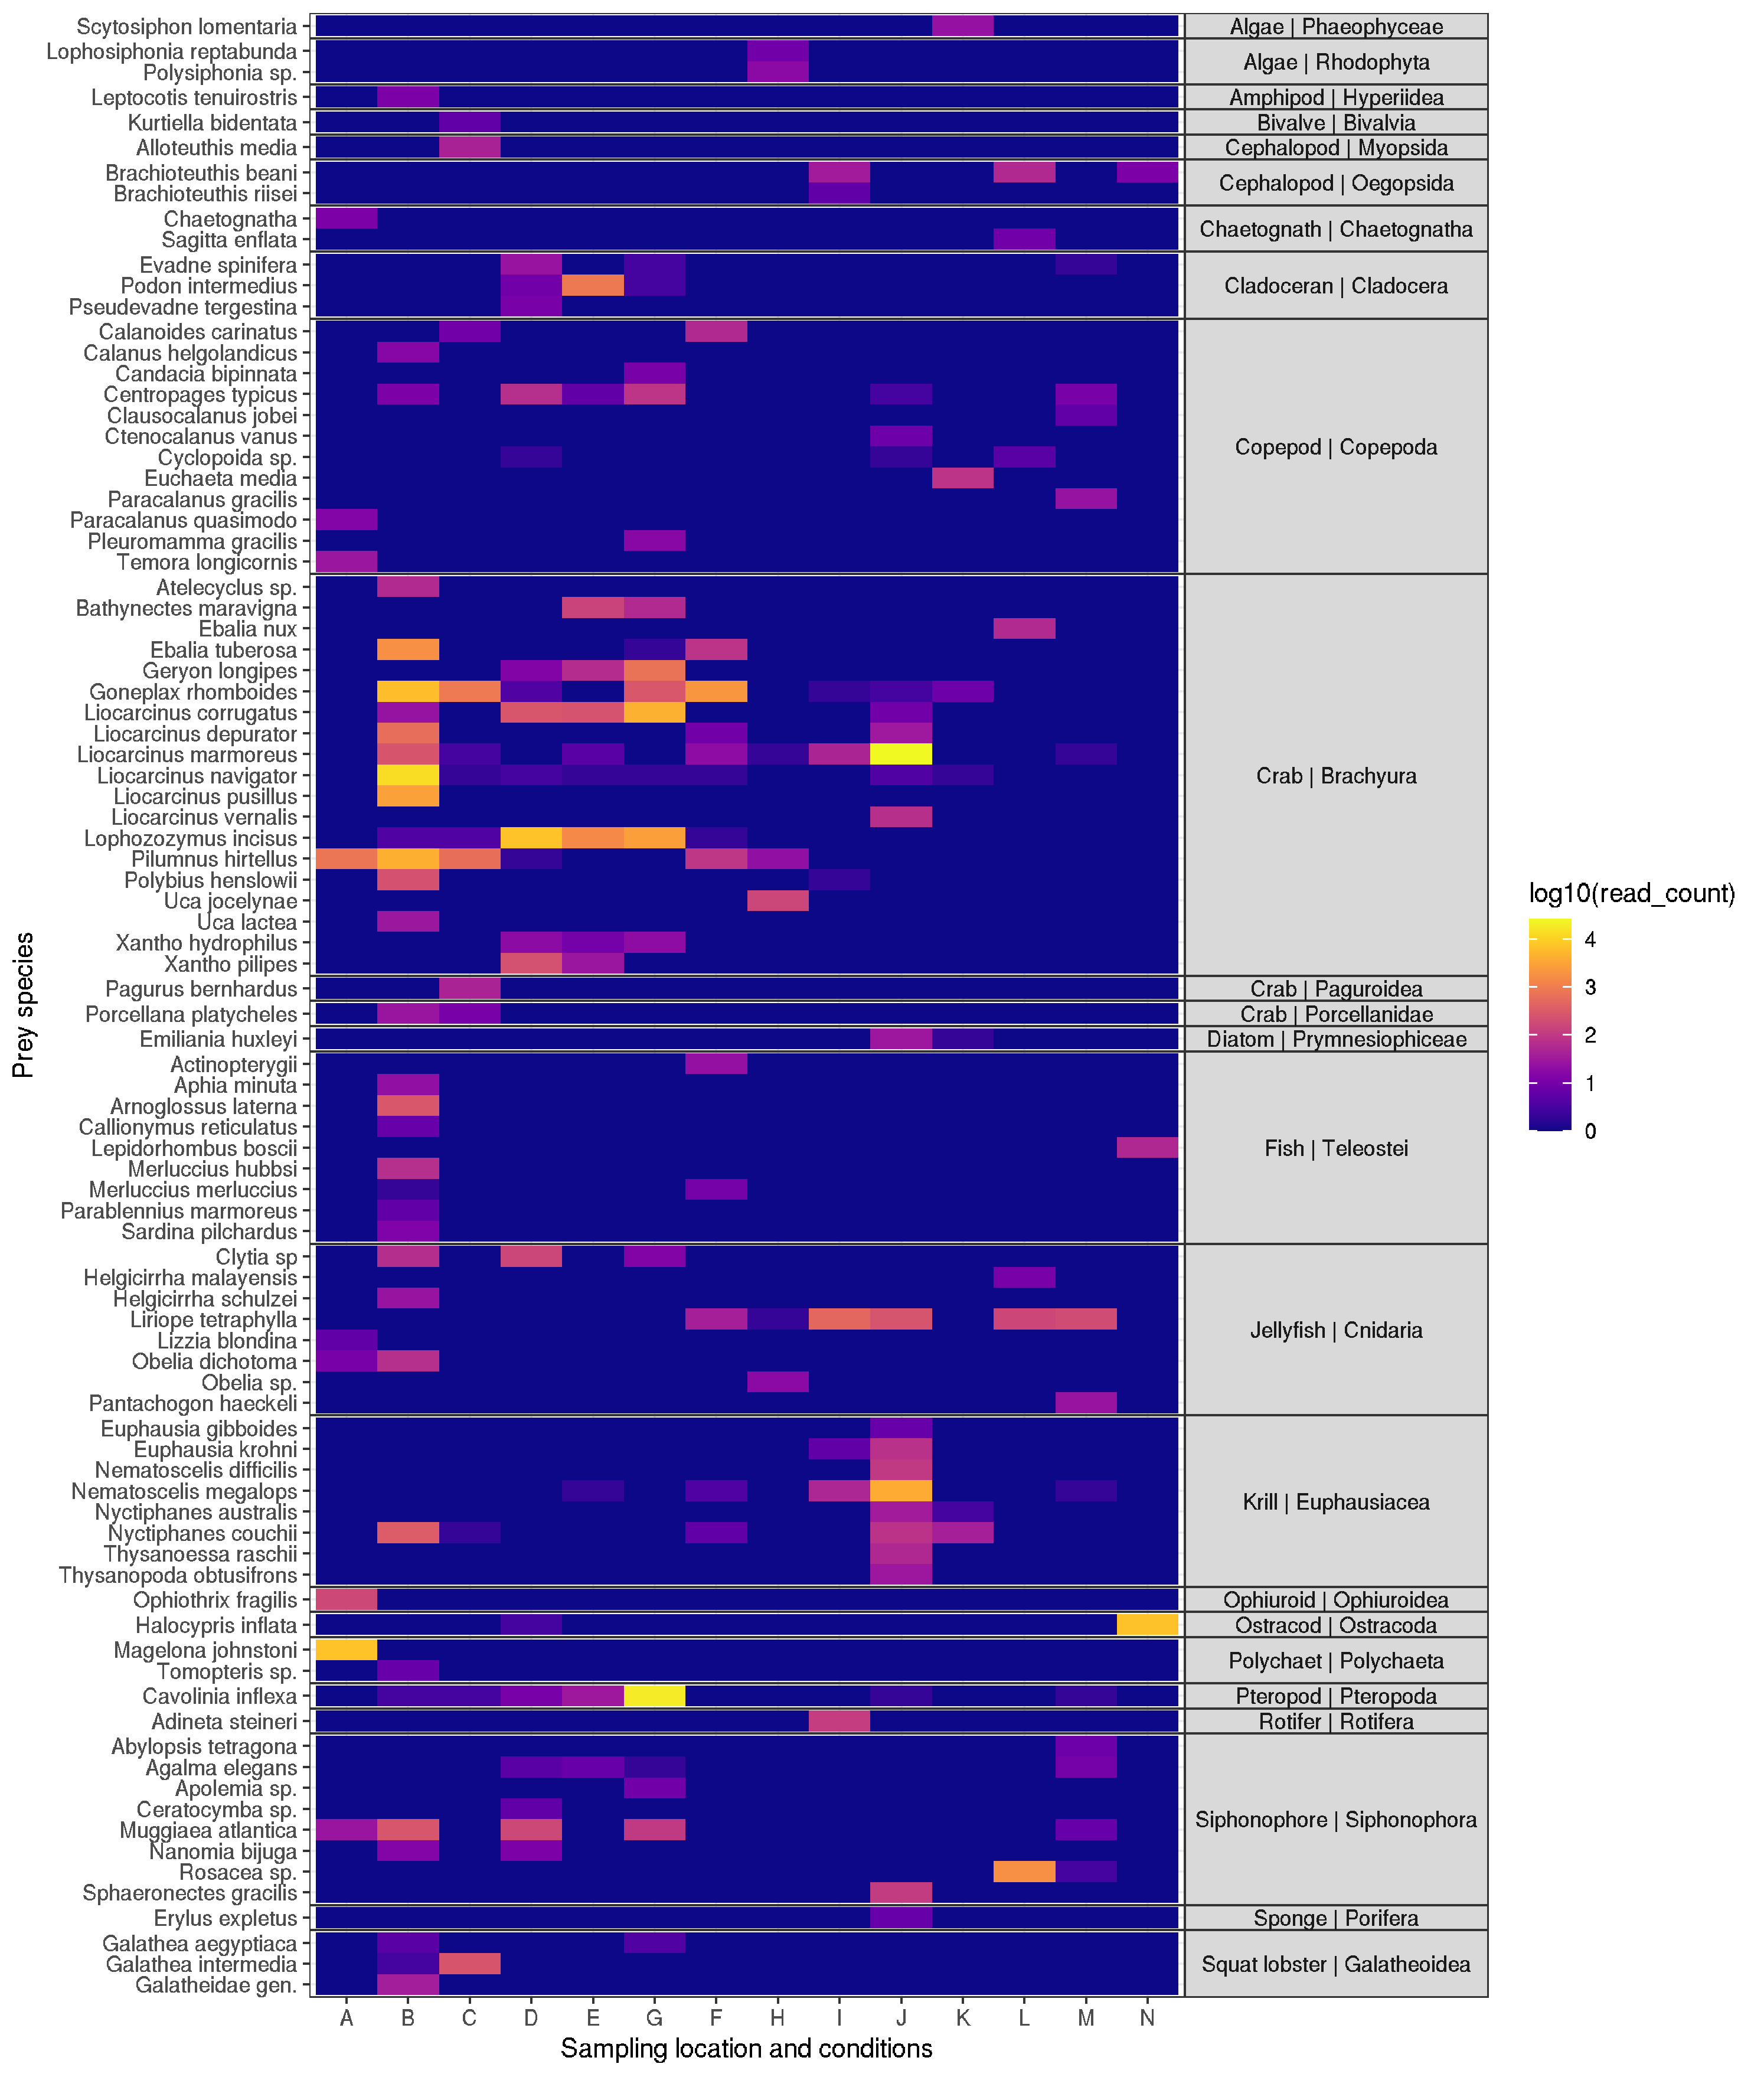 Scytosiphon lomentaria
Algae | Phaeophyceae
Lophosiphonia reptabunda
Polysiphonia sp.
Algae | Rhodophyta
Leptocotis tenuirostris
Amphipod | Hyperiidea
Kurtiella bidentata
Bivalve | Bivalvia
Alloteuthis media
Cephalopod | Myopsida
Brachioteuthis beani
Brachioteuthis riisei
Cephalopod | Oegopsida
Chaetognatha
Sagitta enflata
Chaetognath | Chaetognatha
Evadne spinifera
Podon intermedius
Pseudevadne tergestina
Cladoceran | Cladocera
Calanoides carinatus
Calanus helgolandicus
Candacia bipinnata
Centropages typicus
Clausocalanus jobei
Ctenocalanus vanus
Cyclopoida sp.
Euchaeta media
Paracalanus gracilis
Paracalanus quasimodo
Pleuromamma gracilis
Temora longicornis
Copepod | Copepoda
Atelecyclus sp.
Bathynectes maravigna
Ebalia nux
Ebalia tuberosa
Geryon longipes
Goneplax rhomboides
Liocarcinus corrugatus
Liocarcinus depurator
Liocarcinus marmoreus
Liocarcinus navigator
Liocarcinus pusillus
Liocarcinus vernalis
Lophozozymus incisus
Pilumnus hirtellus
Polybius henslowii
Uca jocelynae
Uca lactea
Xantho hydrophilus
Xantho pilipes
Crab | Brachyura
Pagurus bernhardus
Crab | Paguroidea
Porcellana platycheles
Crab | Porcellanidae
Emiliania huxleyi
Diatom | Prymnesiophiceae
Actinopterygii
Aphia minuta
Arnoglossus laterna
Callionymus reticulatus
Lepidorhombus boscii
Merluccius hubbsi
Merluccius merluccius
Parablennius marmoreus
Sardina pilchardus
Fish | Teleostei
Clytia sp
Helgicirrha malayensis
Helgicirrha schulzei
Liriope tetraphylla
Lizzia blondina
Obelia dichotoma
Obelia sp.
Pantachogon haeckeli
Jellyfish | Cnidaria
Euphausia gibboides
Euphausia krohni
Nematoscelis difficilis
Nematoscelis megalops
Nyctiphanes australis
Nyctiphanes couchii
Thysanoessa raschii
Thysanopoda obtusifrons
Krill | Euphausiacea
Ophiothrix fragilis
Ophiuroid | Ophiuroidea
Halocypris inflata
Ostracod | Ostracoda
Magelona johnstoni
Tomopteris sp.
Polychaet | Polychaeta
Cavolinia inflexa
Pteropod | Pteropoda
Adineta steineri
Rotifer | Rotifera
Abylopsis tetragona
Agalma elegans
Apolemia sp.
Ceratocymba sp.
Muggiaea atlantica
Nanomia bijuga
Rosacea sp.
Sphaeronectes gracilis
Siphonophore | Siphonophora
Erylus expletus
Sponge | Porifera
Galathea aegyptiaca
Galathea intermedia
Galatheidae gen.
Squat lobster | Galatheoidea
A B C D E G F H I J K L M N
Sampling location and conditions
Prey species
log10(read_count)
4
3
2
1
0